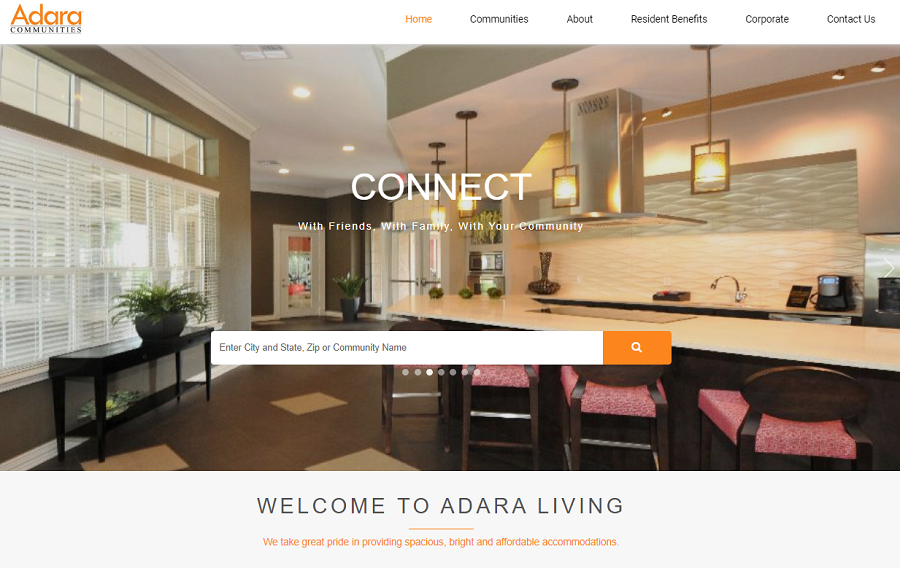 Adara
COMMUNITIES
Home Communities About Resident Benefits Corporate Contact Us
CONNECT
With Friends, With Family, With Your Community
Enter City and State, Zip or Community Name
WELCOME TO ADARA LIVING
We take great pride in providing spacious, bright and affordable accommodations.